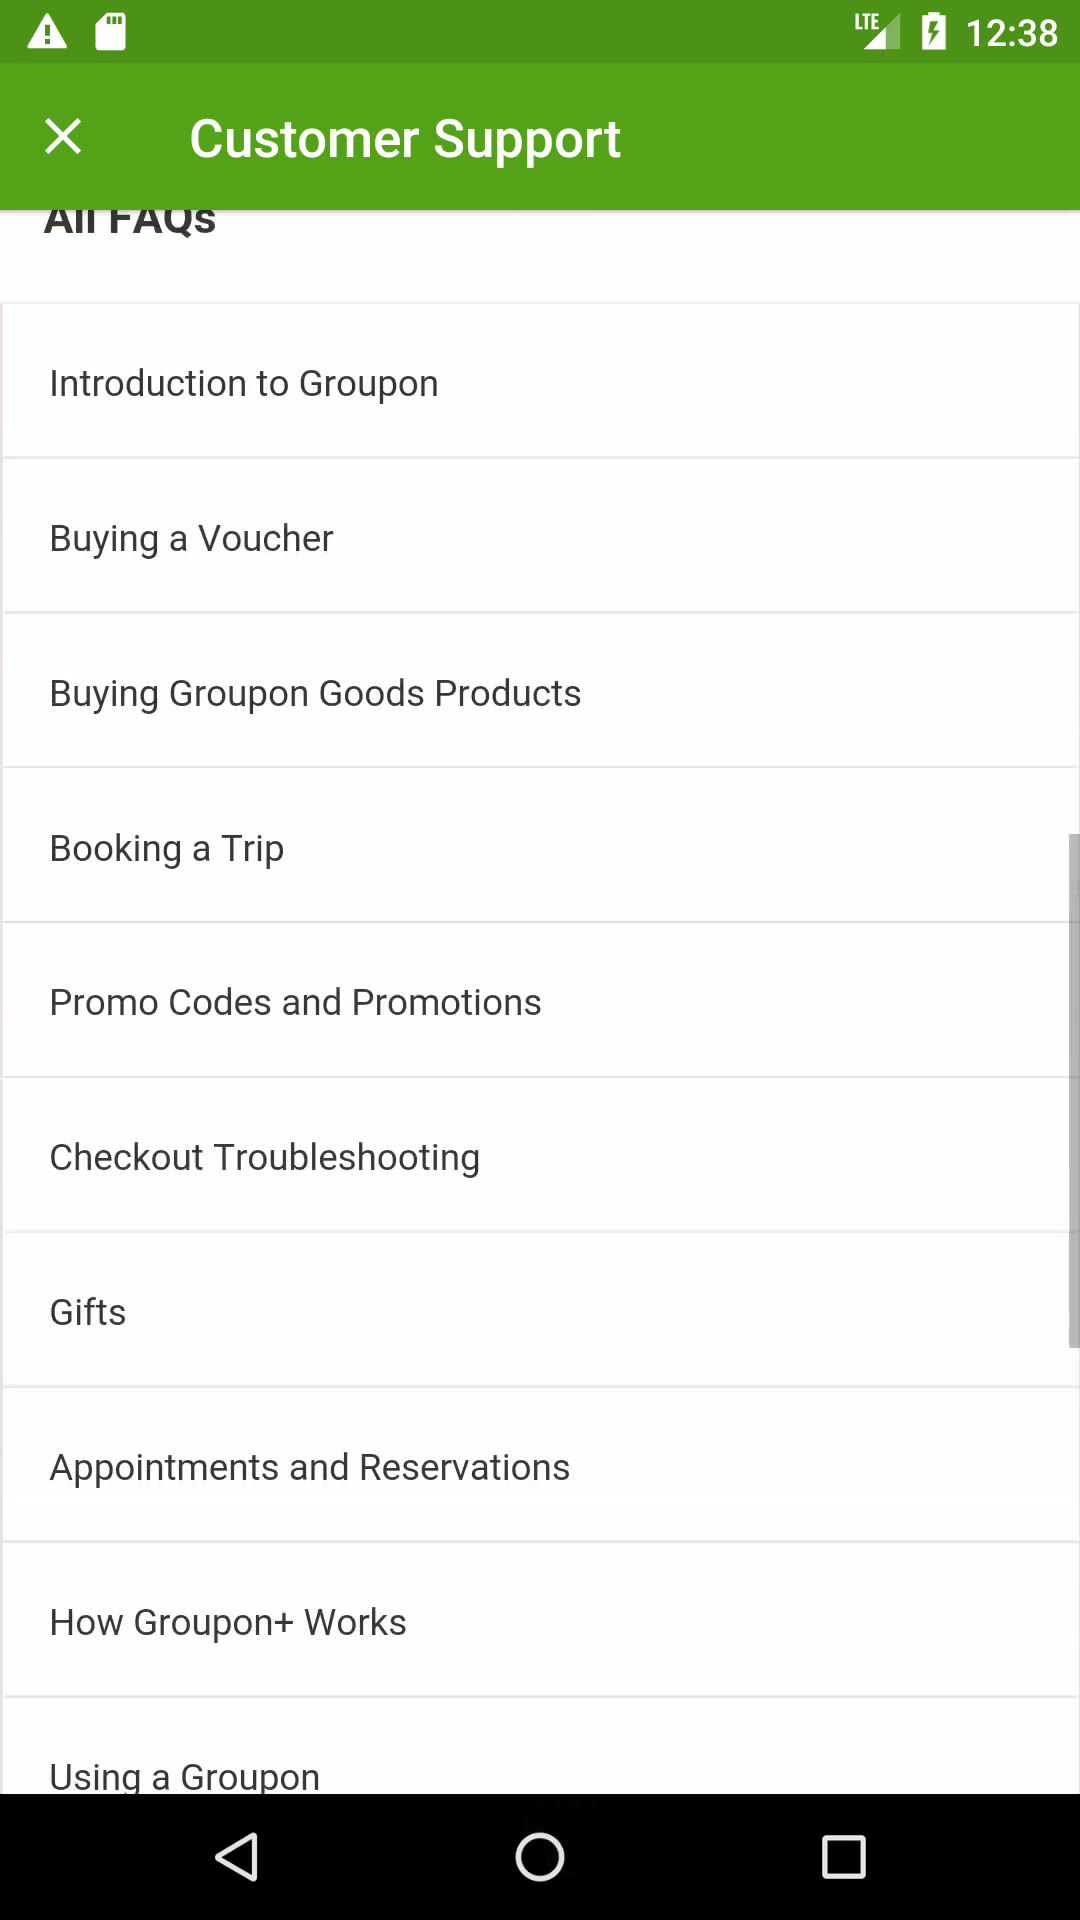 LTE 12:38
Customer Support
All FAQs
Introduction to Groupon
Buying a Voucher
Buying Groupon Goods Products
Booking a Trip
Promo Codes and Promotions
Checkout Troubleshooting
Gifts
Appointments and Reservations
How Groupon+ Works
Using a Groupon